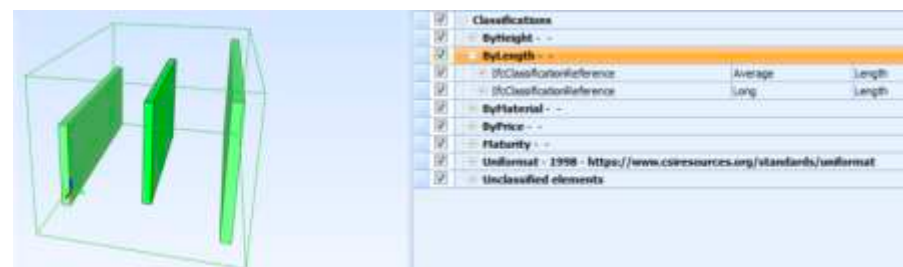 Classifications
ByHeight - -
ByLength - -
IfcClassificationReference Average Length
IfcClassificationReference Long Length
ByMaterial - -
ByPrice - -
Maturity - -
Uniformat - 1998 - https://www.csiresources.org/standards/uniformat
Unclassified elements